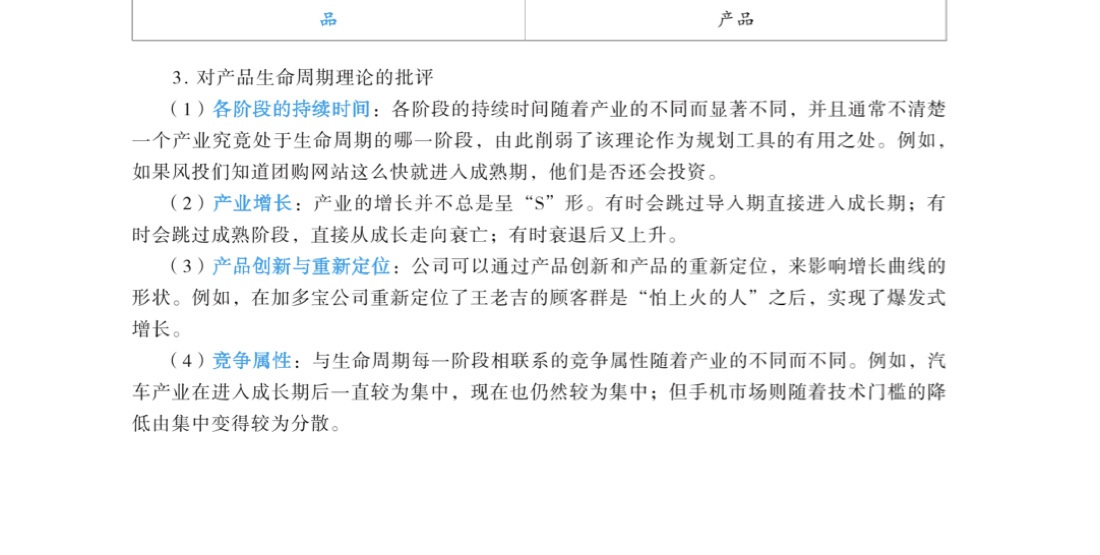 品
产品
3. 对产品生命周期理论的批评
（1）各阶段的持续时间：各阶段的持续时间随着产业的不同而显著不同，并且通常不清楚
一个产业究竟处于生命周期的哪一阶段，由此削弱了该理论作为规划工具的有用之处。例如，
如果风投们知道团购网站这么快就进入成熟期，他们是否还会投资。
（2）产业增长：产业的增长并不总是呈“S”形。有时会跳过导入期直接进入成长期；有
时会跳过成熟阶段，直接从成长走向衰亡；有时衰退后又上升。
（3）产品创新与重新定位：公司可以通过产品创新和产品的重新定位，来影响增长曲线的
形状。例如，在加多宝公司重新定位了王老吉的顾客群是“怕上火的人”之后，实现了爆发式
增长。
（4）竞争属性：与生命周期每一阶段相联系的竞争属性随着产业的不同而不同。例如，汽
车产业在进入成长期后一直较为集中，现在也仍然较为集中；但手机市场则随着技术门槛的降
低由集中变得较为分散。